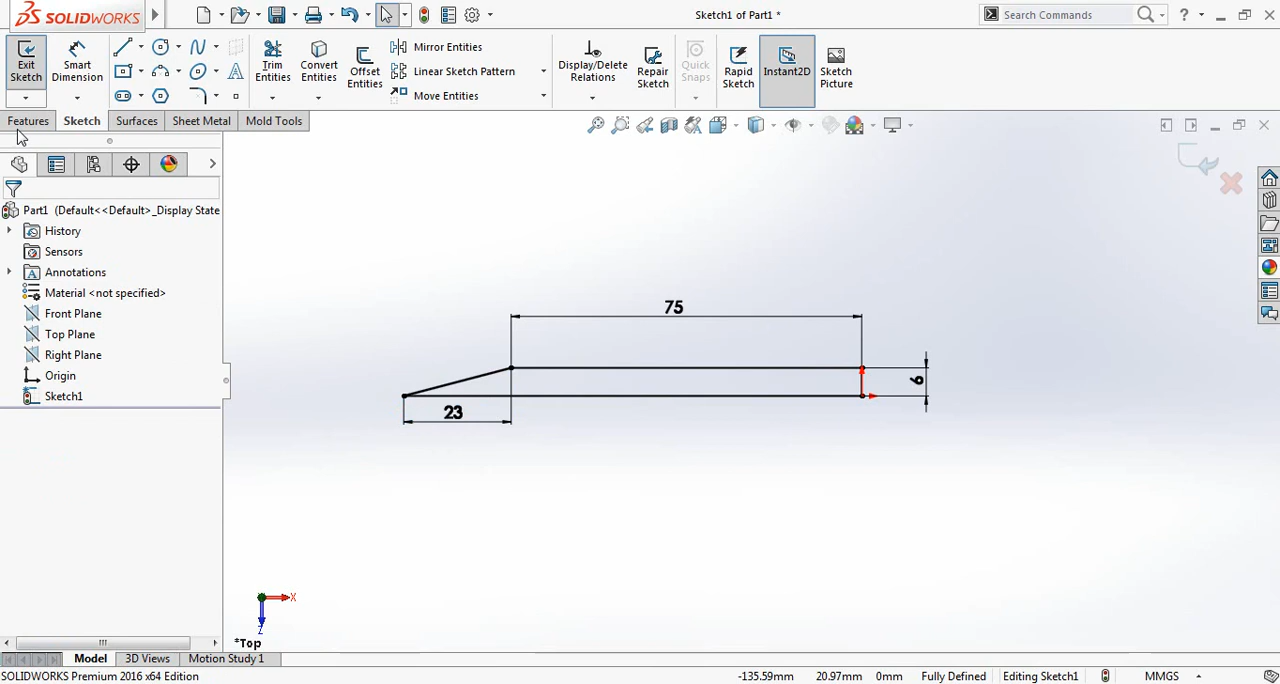 SOLIDWORKS
Sketch1 of Part1 *
Search Commands
Exit Sketch
Smart Dimension
Trim Entities
Convert Entities
Offset Entities
Mirror Entities
Linear Sketch Pattern
Move Entities
Display/Delete Relations
Repair Sketch
Quick Snaps
Rapid Sketch
Instant2D
Sketch Picture
Features
Sketch
Surfaces
Sheet Metal
Mold Tools
Part1 (Default<<Default>_Display State
History
Sensors
Annotations
Material <not specified>
Front Plane
Top Plane
Right Plane
Origin
Sketch1
75
23
6
X
Z
*Top
Model
3D Views
Motion Study 1
SOLIDWORKS Premium 2016 x64 Edition
-135.59mm
20.97mm
0mm
Fully Defined
Editing Sketch1
MMGS